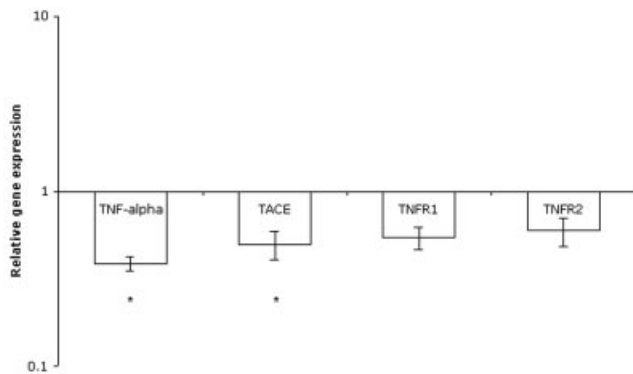 10
Relative gene expression
1
TNF-alpha TACE TNFR1 TNFR2
* *
0.1